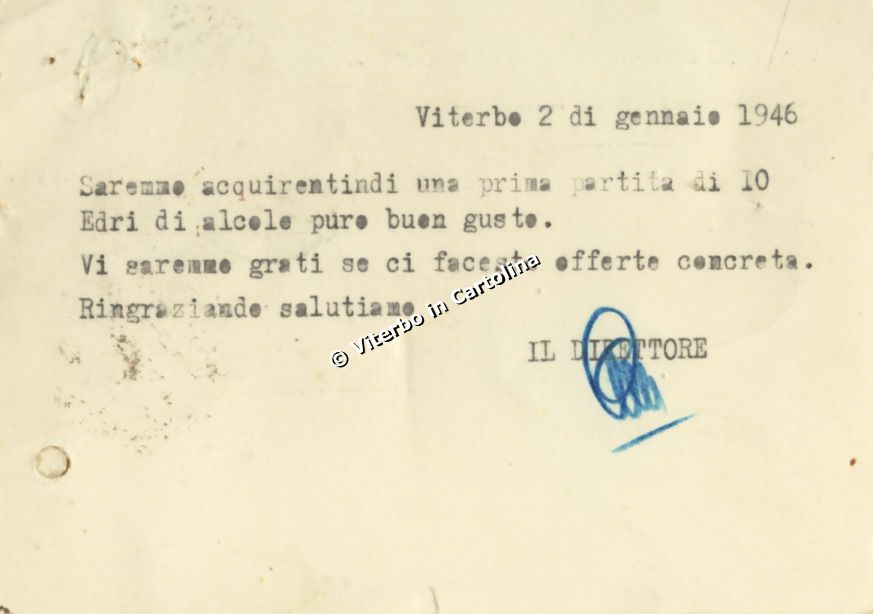 Viterbo 2 di gennaio 1946
Saremmo acquirentindi una prima partita di IO
Edri di alcole puro buon gusto.
Vi saremmo grati se ci faceste offerte concreta.
Ringraziando salutiamo
© Viterbo in Cartolina
IL DIRETTORE